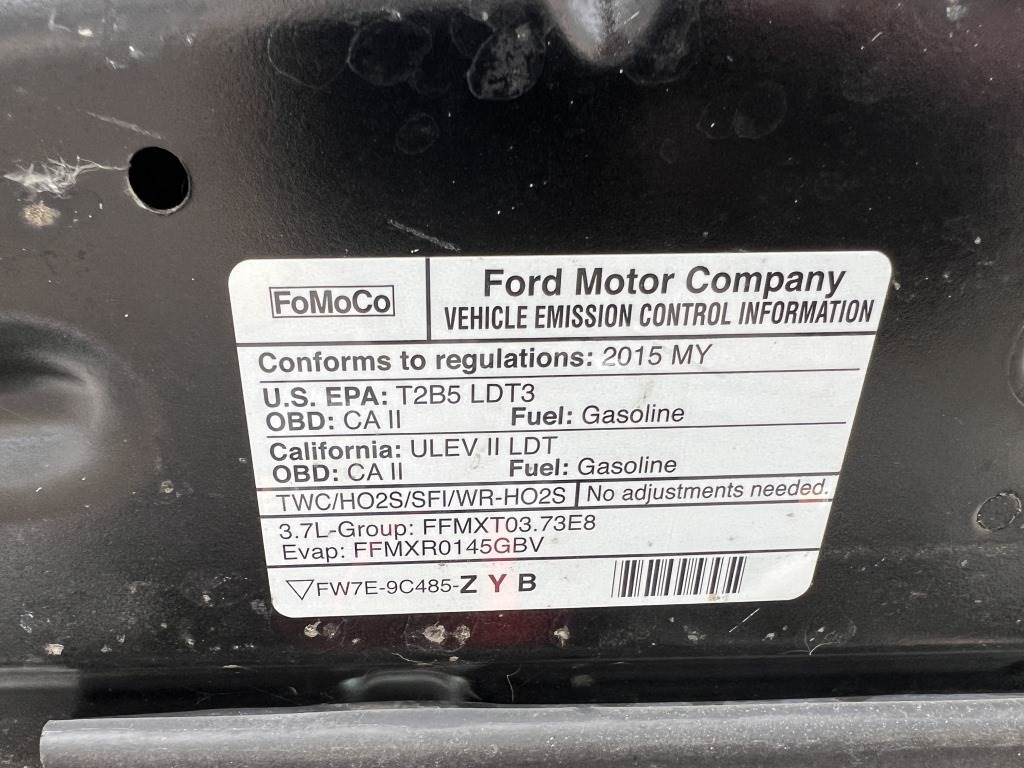 FoMoCo
Ford Motor Company
VEHICLE EMISSION CONTROL INFORMATION
Conforms to regulations: 2015 MY
U.S. EPA: T2B5 LDT3
OBD: CA II Fuel: Gasoline
California: ULEV II LDT
OBD: CA II Fuel: Gasoline
TWC/HO2S/SFI/WR-HO2S No adjustments needed.
3.7L-Group: FFMXT03.73E8
Evap: FFMXR0145GBV
▽FW7E-9C485-Z Y B